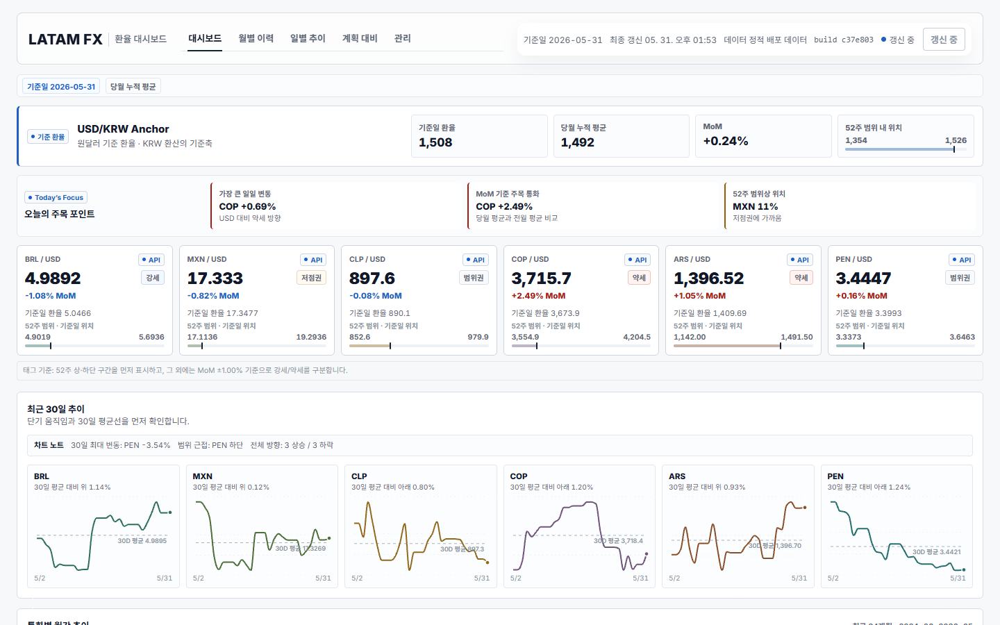 LATAM FX 환율 대시보드 대시보드 월별 이력 일별 추이 계획 대비 관리 기준일 2026-05-31 최종 갱신 05. 31. 오후 01:53 데이터 정적 배포 데이터 build c37e803 갱신 중 갱신 중
기준일 2026-05-31 당월 누적 평균
기준 환율
USD/KRW Anchor
원달러 기준 환율 · KRW 환산의 기준축
기준일 환율
1,508
당월 누적 평균
1,492
MoM
+0.24%
52주 범위 내 위치
1,354 1,526
Today's Focus
오늘의 주목 포인트
가장 큰 일일 변동
COP +0.69%
USD 대비 약세 방향
MoM 기준 주목 통화
COP +2.49%
당월 평균과 전월 평균 비교
52주 범위상 위치
MXN 11%
저점권에 가까움
BRL / USD API
4.9892 강세
-1.08% MoM
기준일 환율 5.0466
52주 범위 · 기준일 위치
4.9019 5.6936
MXN / USD API
17.333 저점권
-0.82% MoM
기준일 환율 17.3477
52주 범위 · 기준일 위치
17.1136 19.2936
CLP / USD API
897.6 범위권
-0.08% MoM
기준일 환율 890.1
52주 범위 · 기준일 위치
852.6 979.9
COP / USD API
3,715.7 약세
+2.49% MoM
기준일 환율 3,673.9
52주 범위 · 기준일 위치
3,554.9 4,204.5
ARS / USD API
1,396.52 약세
+1.05% MoM
기준일 환율 1,409.69
52주 범위 · 기준일 위치
1,142.00 1,491.50
PEN / USD API
3.4447 범위권
+0.16% MoM
기준일 환율 3.3993
52주 범위 · 기준일 위치
3.3373 3.6463
태그 기준: 52주 상·하단 구간을 먼저 표시하고, 그 외에는 MoM ±1.00% 기준으로 강세/약세를 구분합니다.
최근 30일 추이
단기 움직임과 30일 평균선을 먼저 확인합니다.
차트 노트 30일 최대 변동: PEN -3.54% 범위 근접: PEN 하단 전체 방향: 3 상승 / 3 하락
BRL
30일 평균 대비 위 1.14%
30D 평균 4.9895
5/2 5/31
MXN
30일 평균 대비 위 0.12%
30D 평균 17.3269
5/2 5/31
CLP
30일 평균 대비 아래 0.80%
30D 평균 897.3
5/2 5/31
COP
30일 평균 대비 아래 1.20%
30D 평균 3,718.4
5/2 5/31
ARS
30일 평균 대비 위 0.93%
30D 평균 1,396.70
5/2 5/31
PEN
30일 평균 대비 아래 1.24%
30D 평균 3.4421
5/2 5/31